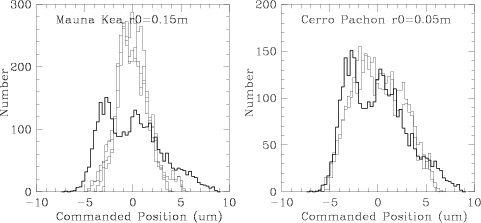 300
200
100
0
Number
Mauna Kea r0=0.15m
−10 −5 0 5 10
Commanded Position (um)
200
150
100
50
0
Number
Cerro Pachon r0=0.05m
−10 −5 0 5 10
Commanded Position (um)